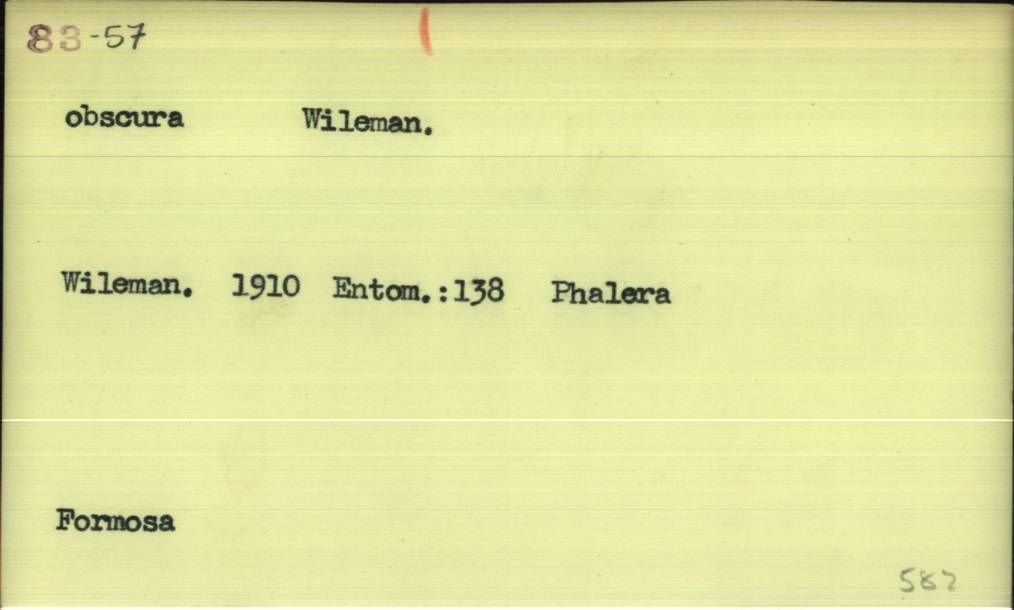 83-57
obscura Wileman.
Wileman. 1910 Entom.:138 Phalera
Formosa
587